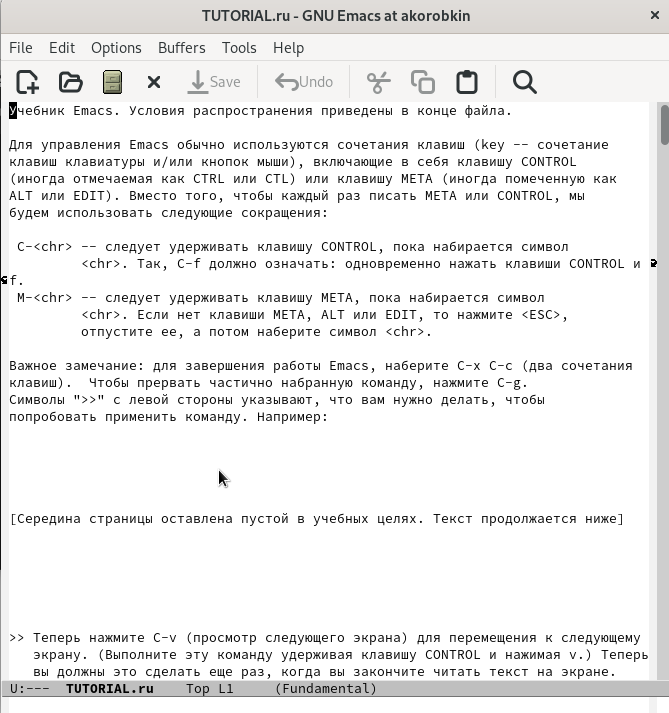 TUTORIAL.ru - GNU Emacs at akorobkin
File Edit Options Buffers Tools Help
Save Undo
Учебник Emacs. Условия распространения приведены в конце файла.
Для управления Emacs обычно используются сочетания клавиш (key -- сочетание
клавиш клавиатуры и/или кнопок мыши), включающие в себя клавишу CONTROL
(иногда отмечаемая как CTRL или CTL) или клавишу META (иногда помеченную как
ALT или EDIT). Вместо того, чтобы каждый раз писать META или CONTROL, мы
будем использовать следующие сокращения:
C-<chr> -- следует удерживать клавишу CONTROL, пока набирается символ
<chr>. Так, C-f должно означать: одновременно нажать клавиши CONTROL и
f.
M-<chr> -- следует удерживать клавишу META, пока набирается символ
<chr>. Если нет клавиши META, ALT или EDIT, то нажмите <ESC>,
отпустите ее, а потом наберите символ <chr>.
Важное замечание: для завершения работы Emacs, наберите C-x C-c (два сочетания
клавиш).  Чтобы прервать частично набранную команду, нажмите C-g.
Символы ">>" с левой стороны указывают, что вам нужно делать, чтобы
попробовать применить команду. Например:
[Середина страницы оставлена пустой в учебных целях. Текст продолжается ниже]
>> Теперь нажмите C-v (просмотр следующего экрана) для перемещения к следующему
экрану. (Выполните эту команду удерживая клавишу CONTROL и нажимая v.) Теперь
вы должны это сделать еще раз, когда вы закончите читать текст на экране.
U:--- TUTORIAL.ru Top L1 (Fundamental)